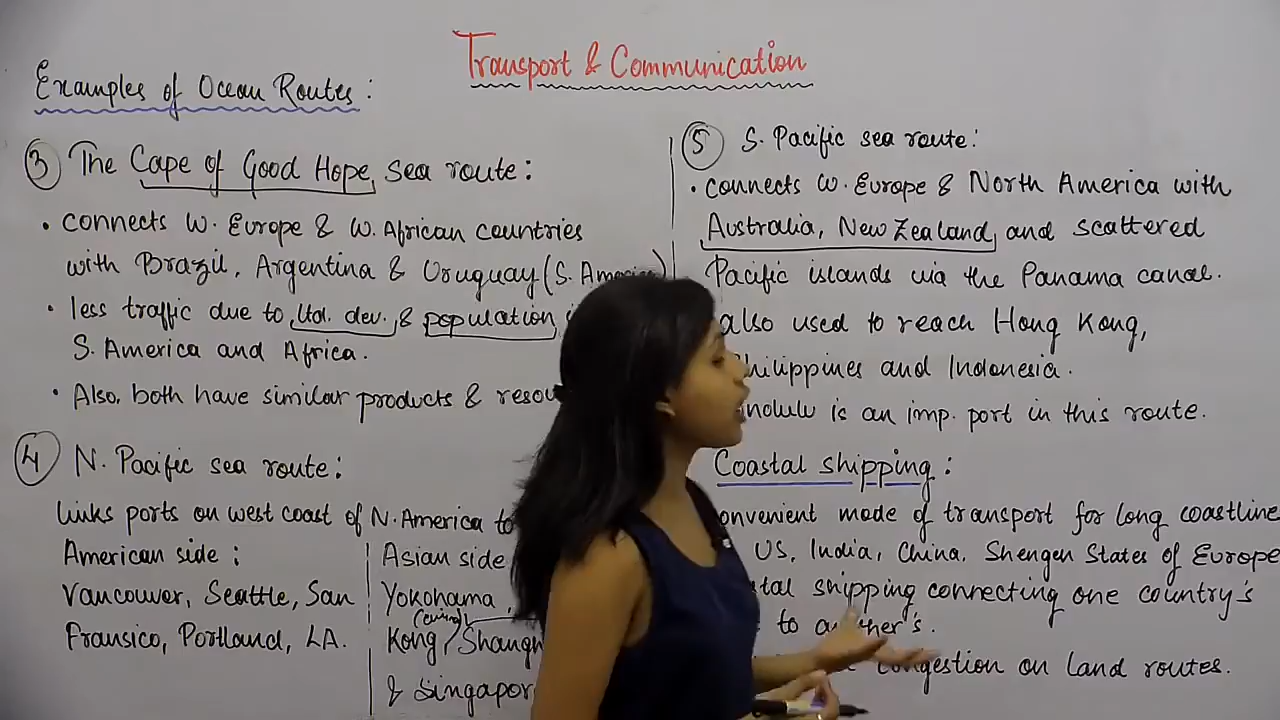 Transport & Communication
Examples of Ocean Routes:
③ The Cape of Good Hope sea route:
• connects W. Europe & W. African countries
with Brazil, Argentina & Uruguay (S. America)
• less traffic due to ltd. dev. & population
S. America and Africa.
• Also, both have similar products &
④ N. Pacific sea route:
links ports on west coast of N. America to
American side:
Vancouver, Seattle, San
Fransico, Portland, LA.
Asian side
Yokohama,
(China)
Kong,
&
⑤ S. Pacific sea route:
• connects W. Europe & North America with
Australia, New Zealand, and scattered
Pacific islands via the Panama canal.
also used to reach Hong Kong,
and Indonesia.
is an imp. port in this route.
Coastal shipping:
mode of transport for long coastline
US, India, China, Shengen States of Europe
shipping connecting one country's
to another's.
congestion on land routes.